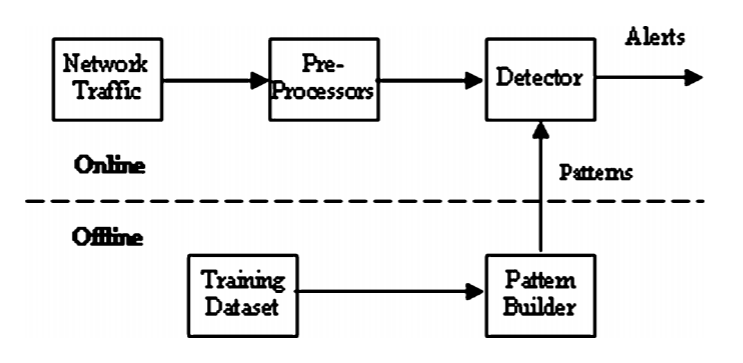 Alerts
Network
Traffic
Pre-
Processors
Detector
Online
Patterns
Offline
Training
Dataset
Pattern
Builder